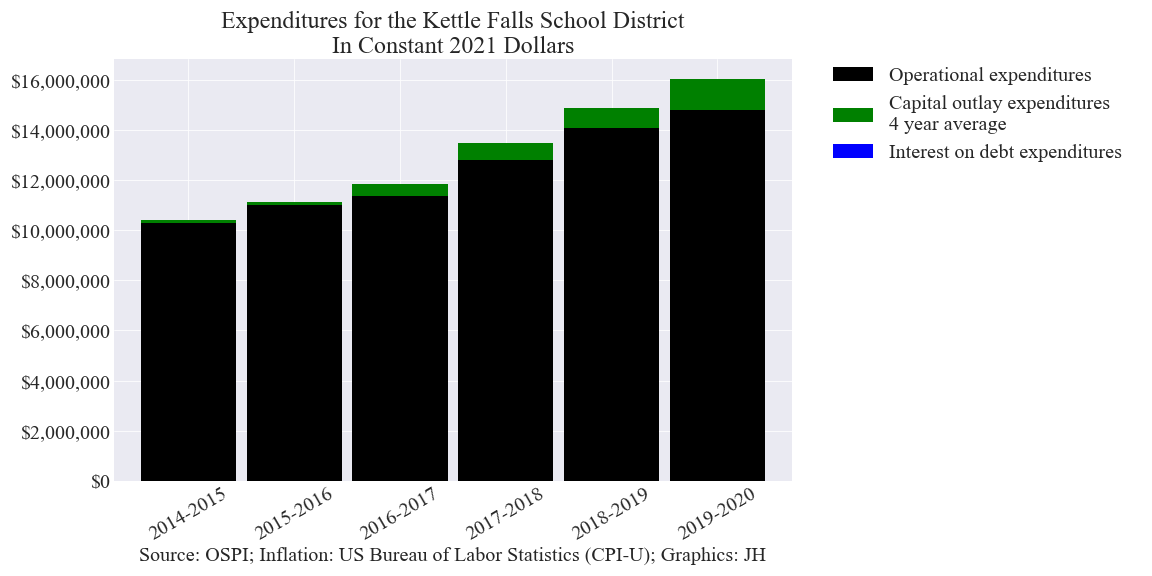 Expenditures for the Kettle Falls School District
In Constant 2021 Dollars
$16,000,000
$14,000,000
$12,000,000
$10,000,000
$8,000,000
$6,000,000
$4,000,000
$2,000,000
$0
2014-2015
2015-2016
2016-2017
2017-2018
2018-2019
2019-2020
Source: OSPI; Inflation: US Bureau of Labor Statistics (CPI-U); Graphics: JH
Operational expenditures
Capital outlay expenditures
4 year average
Interest on debt expenditures